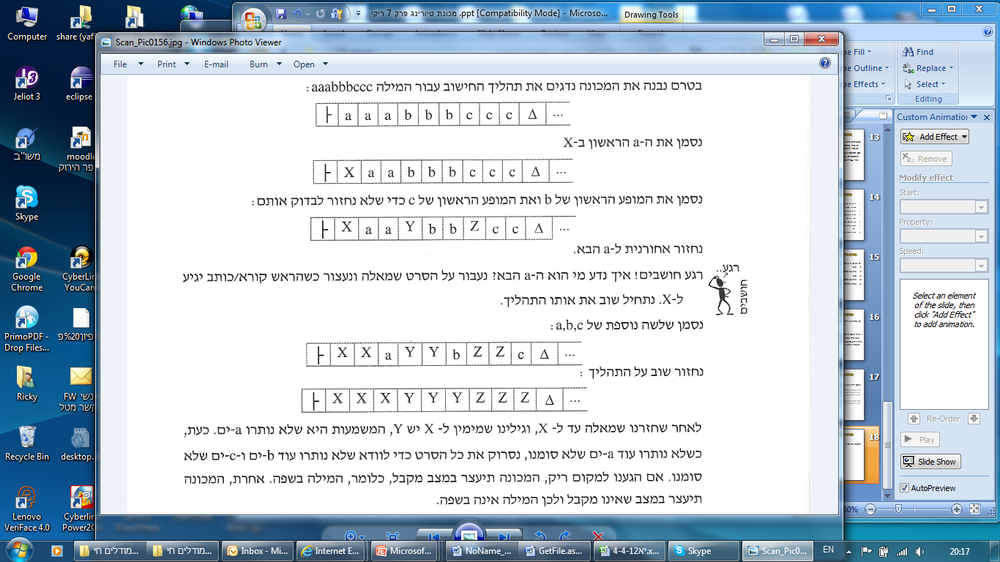 מכונת טיורינג פרק 7 ריקי .ppt [Compatibility Mode] - Microso...
Drawing Tools
Computer
share (yaf
Jeliot 3
eclipse
משו"ב
moodle
פר הירוק
Skype
Google Chrome
CyberLin
YouCan
PrimoPDF - Drop Files...
פיון20%פ
Ricky
FW נשי
קשר מטל
Recycle Bin
desktop.
Lenovo VeriFace 4.0
Cyberlin
Power2G
Scan_Pic0156.jpg - Windows Photo Viewer
File Print E-mail Burn Open
בטרם נבנה את המכונה נדגים את תהליך החישוב עבור המילה aaabbbccc:
├ a a a b b b c c c Δ ...
נסמן את ה-a הראשון ב-X
├ X a a b b b c c c Δ ...
נסמן את המופע הראשון של b ואת המופע הראשון של c כדי שלא נחזור לבדוק אותם:
├ X a a Y b b Z c c Δ ...
נחזור אחורנית ל-a הבא.
רגע..
חושבים
רגע חושבים! איך נדע מי הוא ה-a הבא? נעבור על הסרט שמאלה ונעצור כשהראש קורא/כותב יגיע
ל-X. נתחיל שוב את אותו התהליך.
נסמן שלשה נוספת של a,b,c:
├ X X a Y Y b Z Z c Δ ...
נחזור שוב על התהליך :
├ X X X Y Y Y Z Z Z Δ ...
לאחר שחזרנו שמאלה עד ל- X, וגילינו שמימין ל- X יש Y, המשמעות היא שלא נותרו a-ים. כעת,
כשלא נותרו עוד a-ים שלא סומנו, נסרוק את כל הסרט כדי לוודא שלא נותרו עוד b-ים ו-c-ים שלא
סומנו. אם הגענו למקום ריק, המכונה תיעצר במצב מקבל, כלומר, המילה בשפה. אחרת, המכונה
תיעצר במצב שאינו מקבל ולכן המילה אינה בשפה.
pe Fill
pe Outline
pe Effects
Find
Replace
Select
Editing
13
14
15
16
17
18
Custom Animation
Add Effect
Remove
Modify effect
Start:
Property:
Speed:
Select an element
of the slide, then
click "Add Effect"
to add animation.
Re-Order
Play
Slide Show
AutoPreview
60%
מודלים חי...
מודלים חי...
Inbox - Mi...
Internet E...
Microsof...
NoName_...
GetFile.as...
4-4-12יא.x...
Skype
Scan_Pic0...
EN
20:17